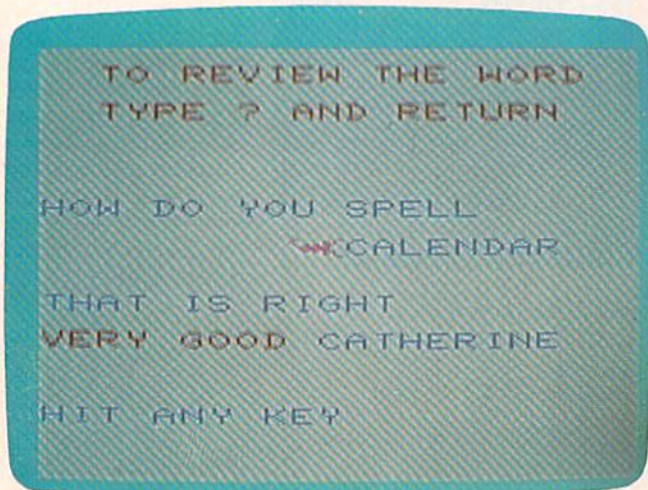 TO REVIEW THE WORD
TYPE ? AND RETURN
HOW DO YOU SPELL
CALENDAR
THAT IS RIGHT
VERY GOOD CATHERINE
HIT ANY KEY